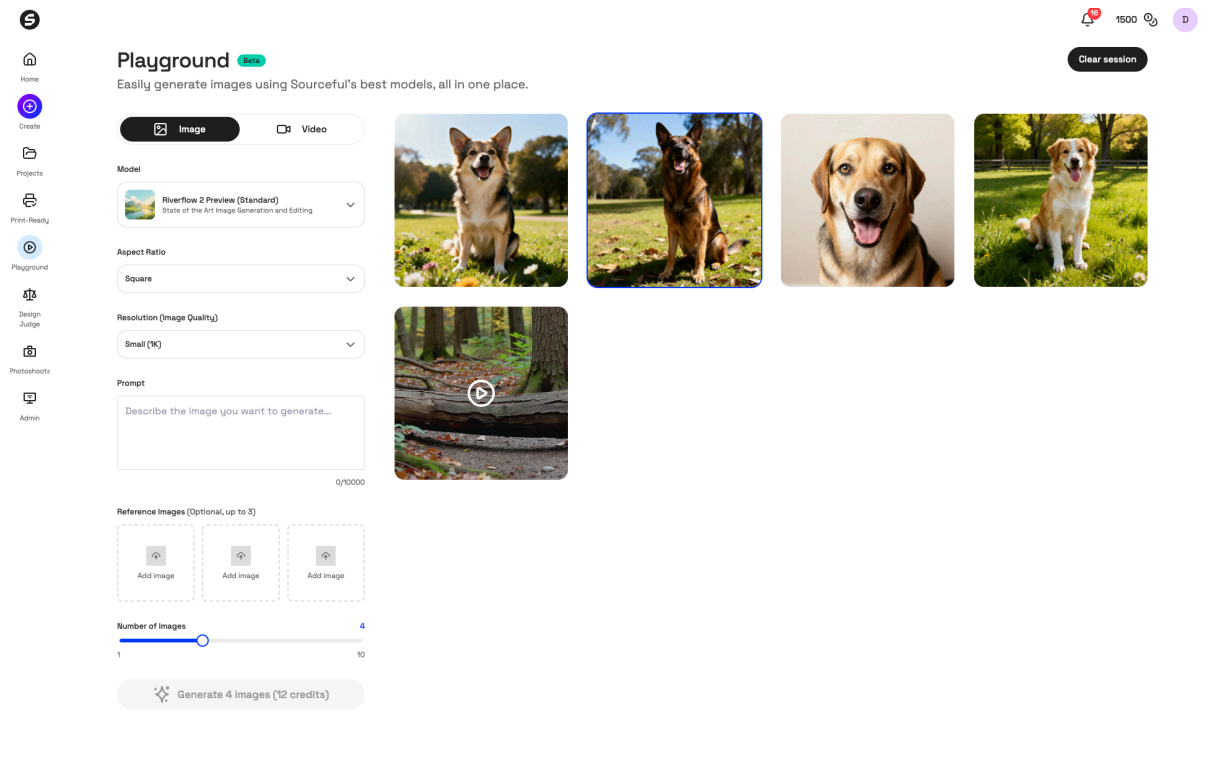 S
16
1500
D
Home
Create
Projects
Print-Ready
Playground
Design
Judge
Photoshoots
Admin
Playground Beta
Easily generate images using Sourceful's best models, all in one place.
Clear session
Image
Video
Model
Riverflow 2 Preview (Standard)
State of the Art Image Generation and Editing
Aspect Ratio
Square
Resolution (Image Quality)
Small (1K)
Prompt
Describe the image you want to generate...
0/10000
Reference Images (Optional, up to 3)
Add image
Add image
Add image
Number of Images
4
1
10
Generate 4 images (12 credits)